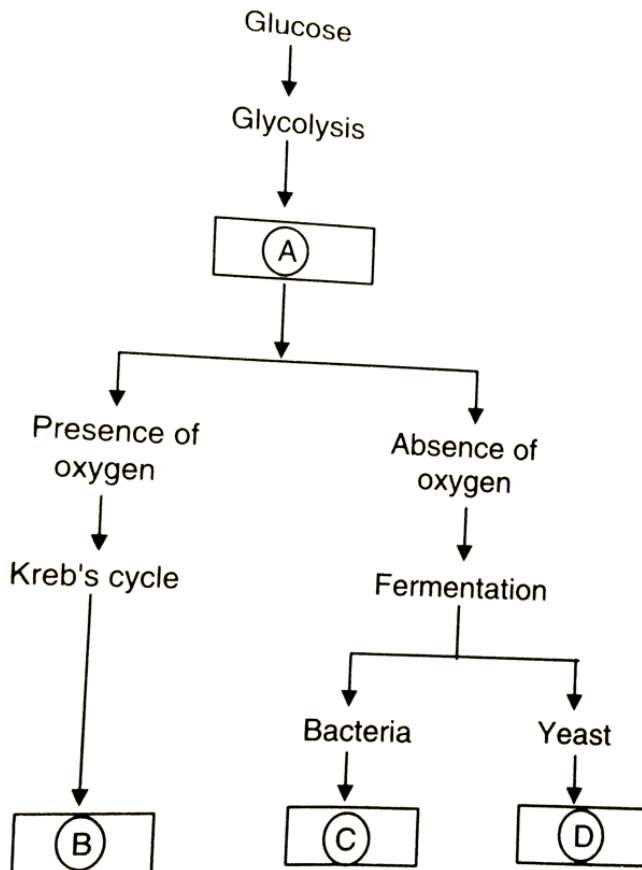 Glucose
Glycolysis
A
Presence of
oxygen
Absence of
oxygen
Kreb's cycle
Fermentation
Bacteria
Yeast
B
C
D